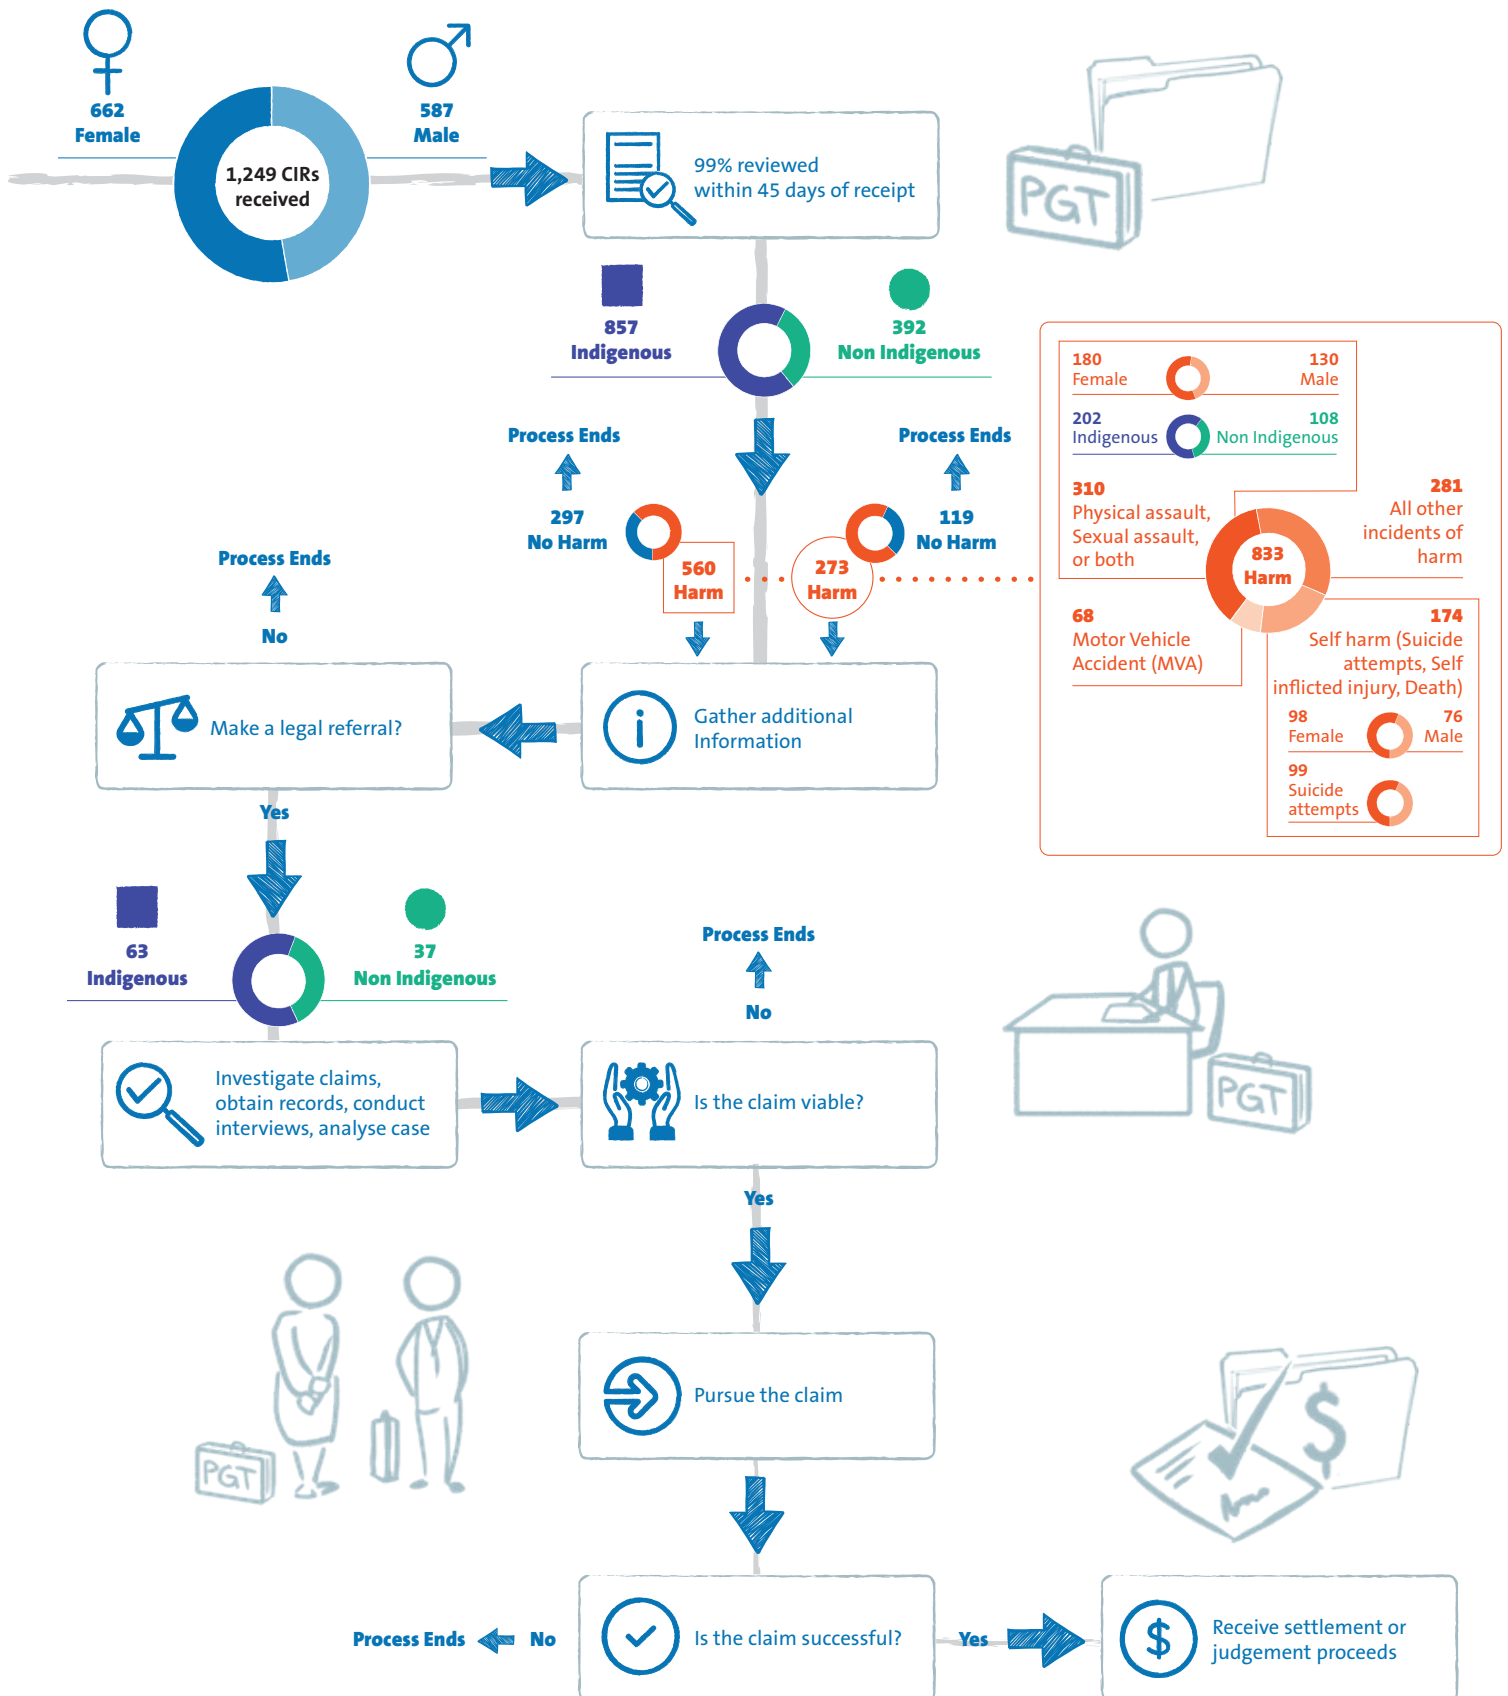 662
Female
587
Male
1,249 CIRs
received
99% reviewed
within 45 days of receipt
PGT
857
Indigenous
392
Non Indigenous
Process Ends
297
No Harm
560
Harm
Process Ends
119
No Harm
273
Harm
180
Female
130
Male
202
Indigenous
108
Non Indigenous
310
Physical assault,
Sexual assault,
or both
281
All other
incidents of
harm
833
Harm
68
Motor Vehicle
Accident (MVA)
174
Self harm (Suicide
attempts, Self
inflicted injury, Death)
98
Female
76
Male
99
Suicide
attempts
Gather additional
Information
Process Ends
No
Make a legal referral?
Yes
63
Indigenous
37
Non Indigenous
Investigate claims,
obtain records, conduct
interviews, analyse case
Process Ends
No
Is the claim viable?
PGT
Yes
Pursue the claim
PGT
$
Is the claim successful?
No
Process Ends
Yes
$
Receive settlement or
judgement proceeds